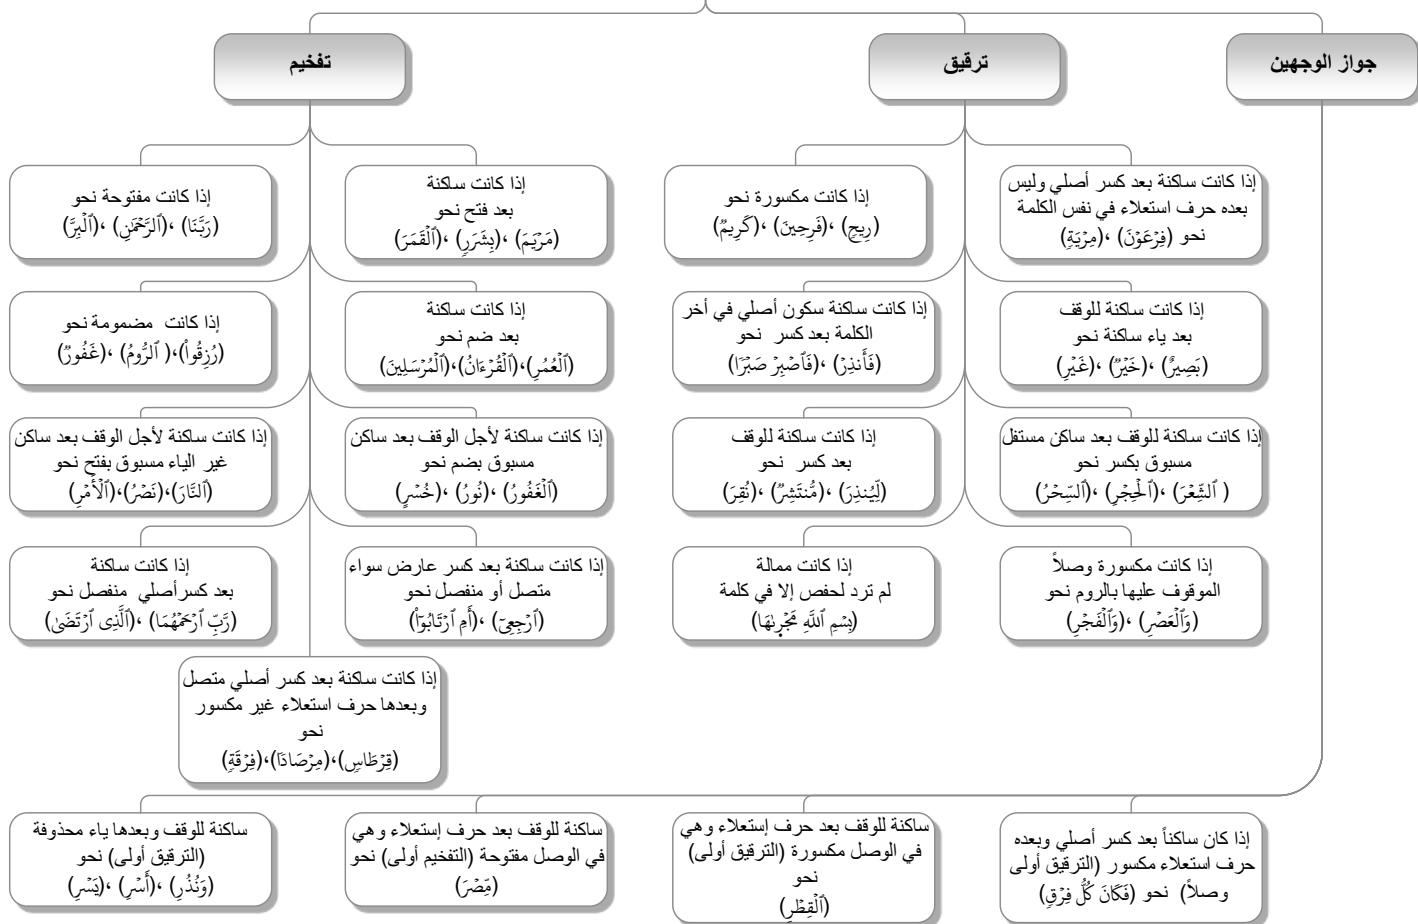 جواز الوجهين
ترقيق
تفخيم
إذا كانت ساكنة بعد كسر أصلي وليس
بعده حرف استعلاء في نفس الكلمة
نحو (فِرۡعَوۡنَ) ،(مِرۡيَةٖ)
إذا كانت مكسورة نحو
(رِيحٖ) ،(فَرِحِينَ) ،(كَرِيمٞ)
إذا كانت ساكنة للوقف
بعد ياء ساكنة نحو
(بَصِيرٌ) ،(خَيۡرٞ) ،(غَيۡرِ)
إذا كانت ساكنة سكون أصلي في أخر
الكلمة بعد كسر نحو
(فَأَنذِرۡ) ،(فَٱصۡبِرۡ صَبۡرٗا)
إذا كانت ساكنة للوقف بعد ساكن مستفل
مسبوق بكسر نحو
( ٱلشِّعۡرَ) ،(ٱلۡحِجۡرِ) ،(ٱلسِّحۡرُ)
إذا كانت ساكنة للوقف
بعد كسر نحو
(لِّيُنذِرَ) ،(مُّنتَشِرٞ) ،(نُقِرَ)
إذا كانت مكسورة وصلاً
الموقوف عليها بالروم نحو
(وَٱلۡعَصۡرِ) ،(وَٱلۡفَجۡرِ)
إذا كانت ممالة
لم ترد لحفص إلا في كلمة
(بِسۡمِ ٱللَّهِ مَجۡرٜىٰهَا)
إذا كانت ساكنة
بعد فتح نحو
(مَرۡيَمَ) ،(بِشَرَرٖ) ،(ٱلۡقَمَرَ)
إذا كانت مفتوحة نحو
(رَبَّنَا) ،(ٱلرَّحۡمَٰنِ) ،(ٱلۡبِرَّ)
إذا كانت ساكنة
بعد ضم نحو
(ٱلۡعُمُرِ)،(ٱلۡقُرۡءَانُ)،(ٱلۡمُرۡسَلِينَ)
إذا كانت مضمومة نحو
(رُزِقُواْ)،( ٱلرُّومُ) ،(غَفُورٞ)
إذا كانت ساكنة لأجل الوقف بعد ساكن
مسبوق بضم نحو
(ٱلۡغَفُورُ) ،(نُورُ) ،(خُسۡرٍ)
إذا كانت ساكنة لأجل الوقف بعد ساكن
غير الياء مسبوق بفتح نحو
(ٱلنَّارَ)،(نَصۡرُ)،(ٱلۡأَمۡرِ)
إذا كانت ساكنة بعد كسر عارض سواء
متصل أو منفصل نحو
(ٱرۡجِعِيٓ) ،(أَمِ ٱرۡتَابُوٓاْ)
إذا كانت ساكنة
بعد كسرأصلي منفصل نحو
(رَّبِّ ٱرۡحَمۡهُمَا) ،(ٱلَّذِى ٱرۡتَضَىٰ)
إذا كانت ساكنة بعد كسر أصلي متصل
وبعدها حرف استعلاء غير مكسور
نحو
(قِرۡطَاسٖ)،(مِرۡصَادٗا)،(فِرۡقَةٖ)
إذا كان ساكناً بعد كسر أصلي وبعده
حرف استعلاء مكسور (الترقيق أولى
وصلاً) نحو (فَكَانَ كُلُّ فِرۡقٖ)
ساكنة للوقف بعد حرف إستعلاء وهي
في الوصل مكسورة (الترقيق أولى)
نحو
(ٱلۡقِطۡرِ)
ساكنة للوقف بعد حرف إستعلاء وهي
في الوصل مفتوحة (التفخيم أولى) نحو
(مِّصۡرَ)
ساكنة للوقف وبعدها ياء محذوفة
(الترقيق أولى) نحو
(وَنُذُرِ) ،(أَسۡرِ) ،(يَسۡرِ)